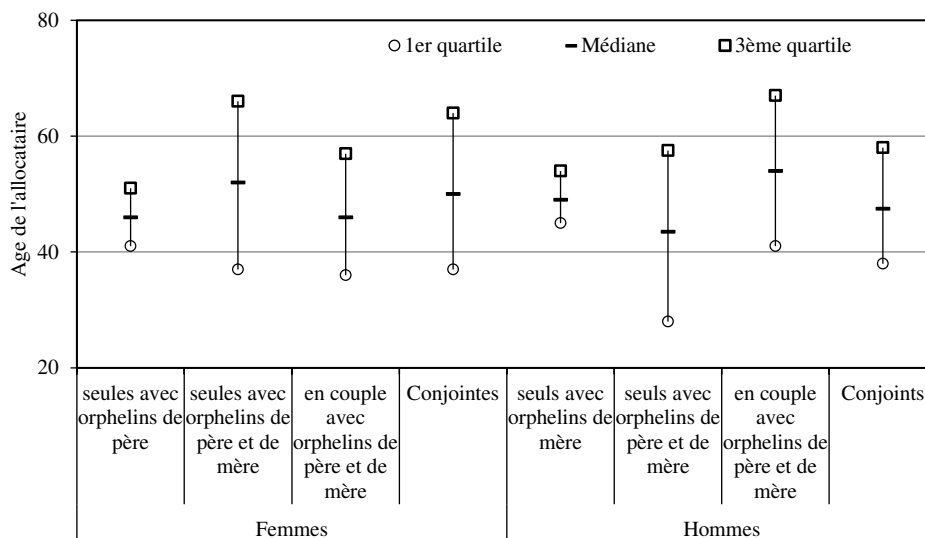 80
1er quartile
Médiane
3ème quartile
60
40
20
Age de l'allocataire
seules avec
orphelins de
père
seules avec
orphelins de
père et de
mère
en couple
avec
orphelins de
père et de
mère
Conjointes
seuls avec
orphelins de
mère
seuls avec
orphelins de
père et de
mère
en couple
avec
orphelins de
père et de
mère
Conjoints
Femmes
Hommes